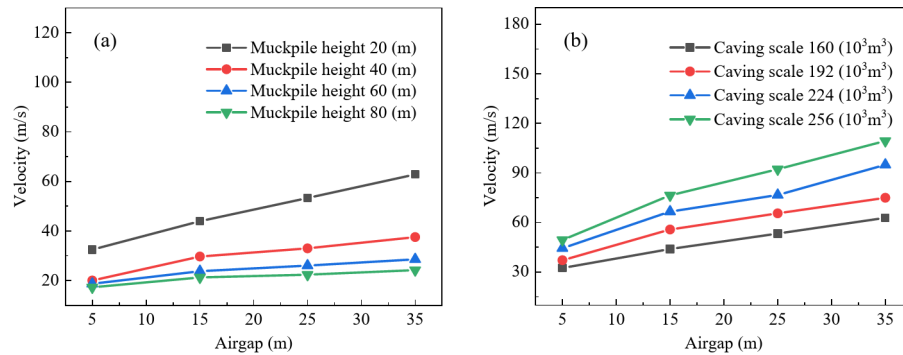 (a)
Muckpile height 20 (m)
Muckpile height 40 (m)
Muckpile height 60 (m)
Muckpile height 80 (m)
120
100
80
60
40
20
Velocity (m/s)
5 10 15 20 25 30 35
Airgap (m)
(b)
Caving scale 160 (10³m³)
Caving scale 192 (10³m³)
Caving scale 224 (10³m³)
Caving scale 256 (10³m³)
180
150
120
90
60
30
Velocity (m/s)
5 10 15 20 25 30 35
Airgap (m)